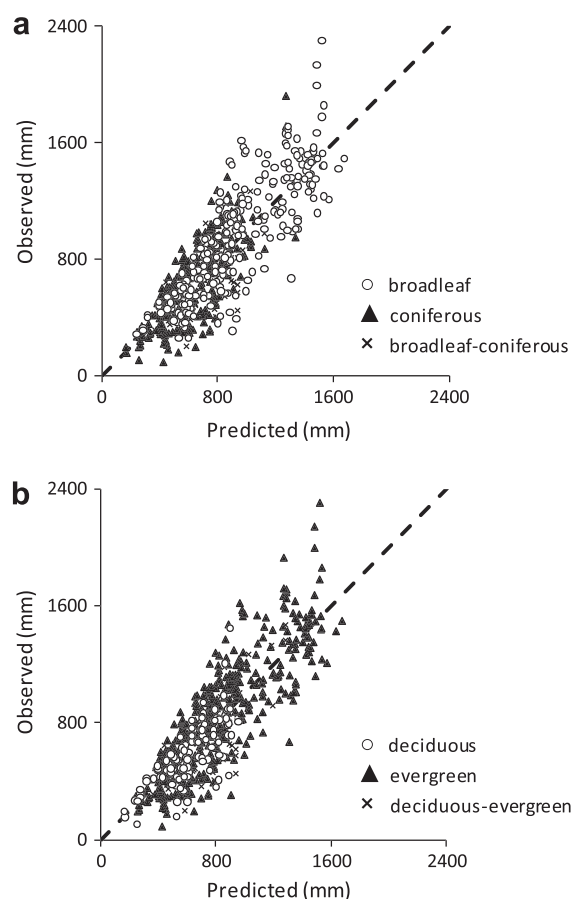 a
2400
1600
800
0
Observed (mm)
broadleaf
coniferous
broadleaf-coniferous
0 800 1600 2400
Predicted (mm)
b
2400
1600
800
0
Observed (mm)
deciduous
evergreen
deciduous-evergreen
0 800 1600 2400
Predicted (mm)